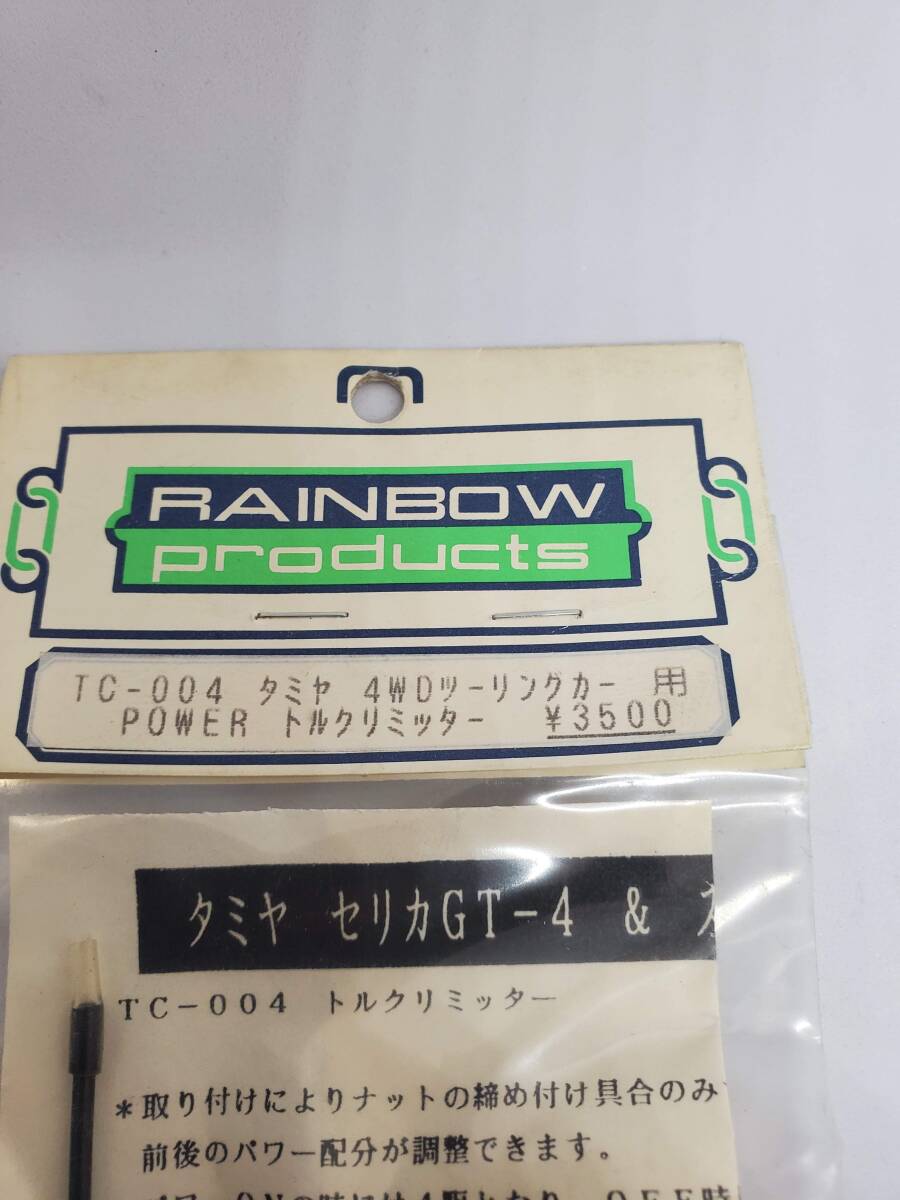 RAINBOW
products
TC-004 タミヤ 4WDツーリングカー 用
POWER トルクリミッター ¥3500
タミヤ セリカGT-4 &
TC-004 トルクリミッター
*取り付けによりナットの締め付け具合のみ
前後のパワー配分が調整できます。